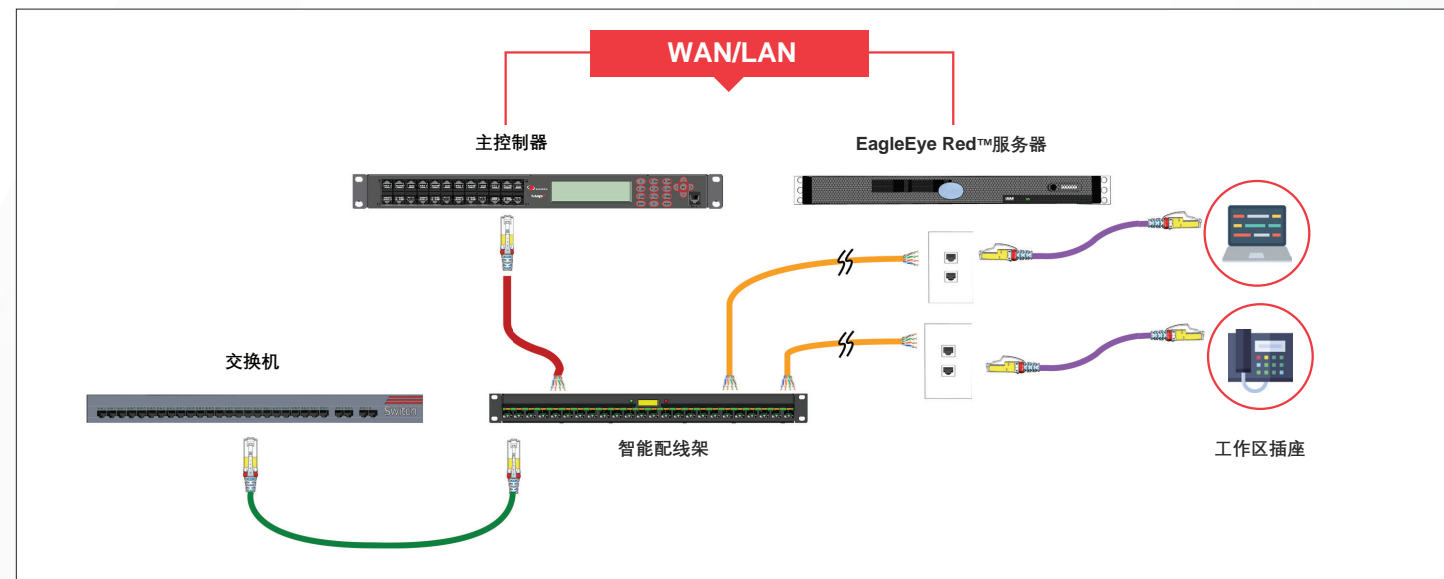 WAN/LAN
主控制器
EagleEye Red™服务器
交换机
Switch
智能配线架
工作区插座